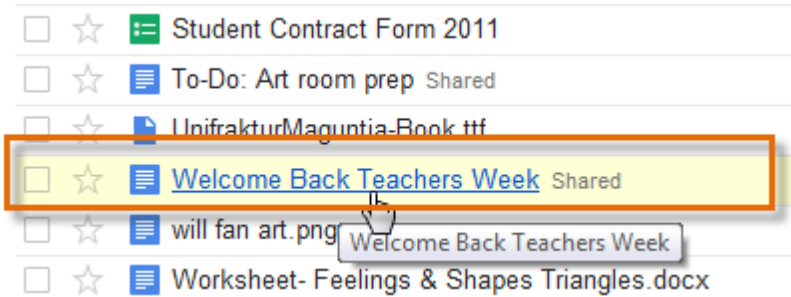 Student Contract Form 2011
To-Do: Art room prep Shared
UnifrakturMaguntia-Book.ttf
Welcome Back Teachers Week Shared
will fan art.png
Welcome Back Teachers Week
Worksheet- Feelings & Shapes Triangles.docx